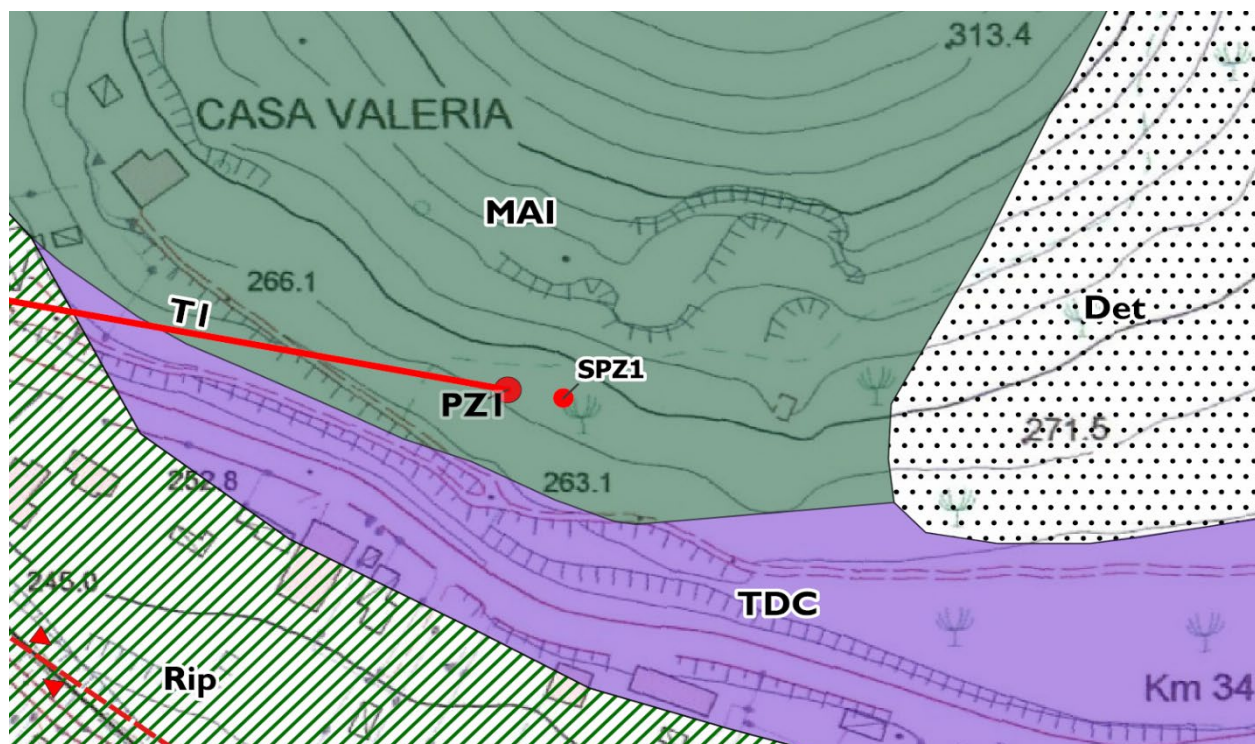 313.4
CASA VALERIA
MAI
266.1
TI
Det
SPZ1
PZ1
271.5
252.8
263.1
245.0
TDC
Rip
Km 34